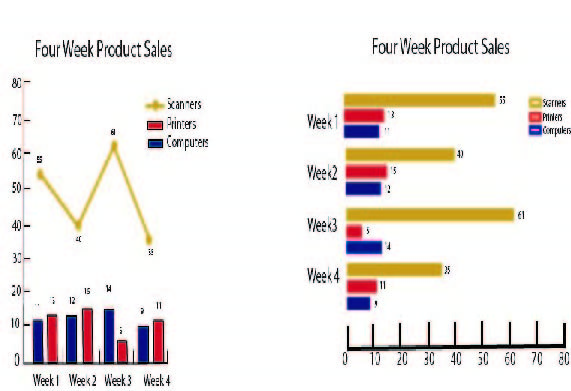 Four Week Product Sales
80
70
60
50
40
30
20
10
0
Scanners
Printers
Computers
55
40
61
35
12
15
14
5
9
11
Week 1
Week 2
Week 3
Week 4
Four Week Product Sales
Scanners
Printers
Computers
Week 1
55
13
11
Week2
40
15
12
Week3
61
14
Week 4
35
11
9
0 10 20 30 40 50 60 70 80